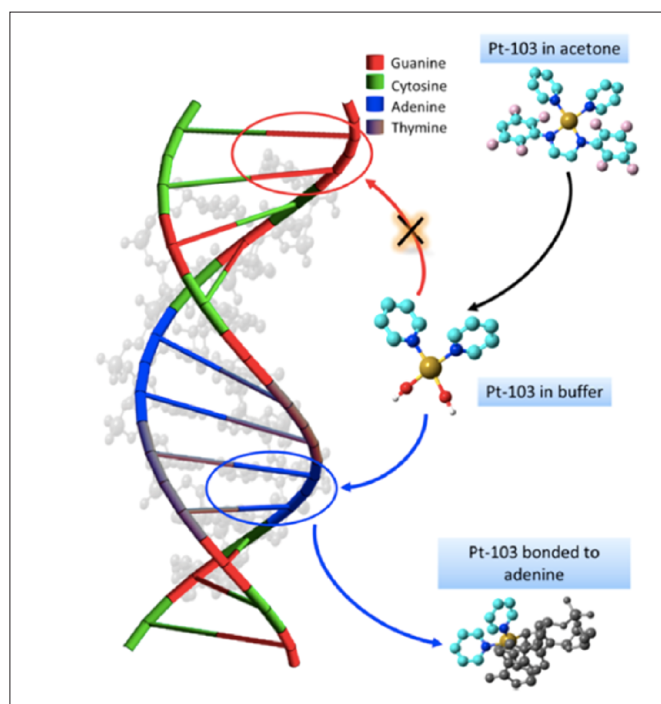 Pt-103 in acetone
Guanine
Cytosine
Adenine
Thymine
Pt-103 in buffer
Pt-103 bonded to
adenine